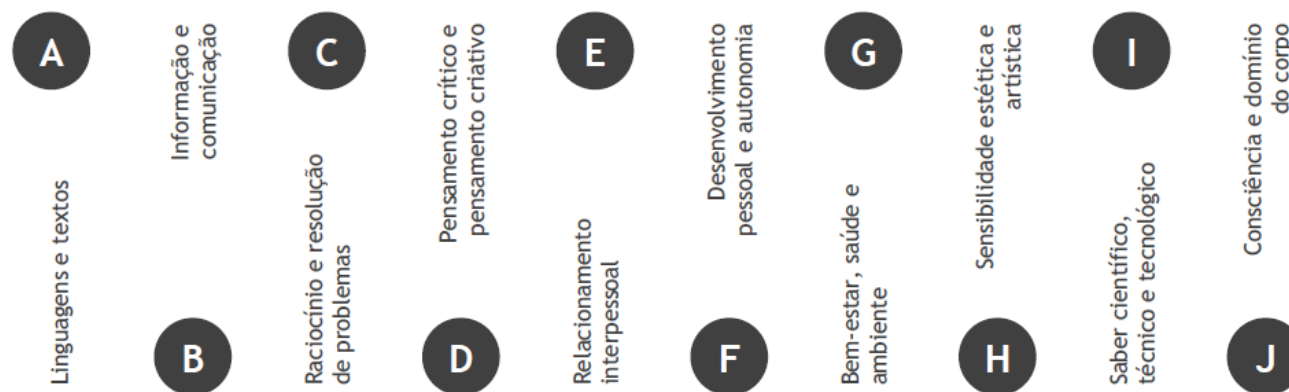 A
Linguagens e textos
Informação e
comunicação
B
C
Raciocínio e resolução
de problemas
Pensamento crítico e
pensamento criativo
D
E
Relacionamento
interpessoal
Desenvolvimento
pessoal e autonomia
F
G
Bem-estar, saúde e
ambiente
Sensibilidade estética e
artística
H
I
Saber científico,
técnico e tecnológico
Consciência e domínio
do corpo
J